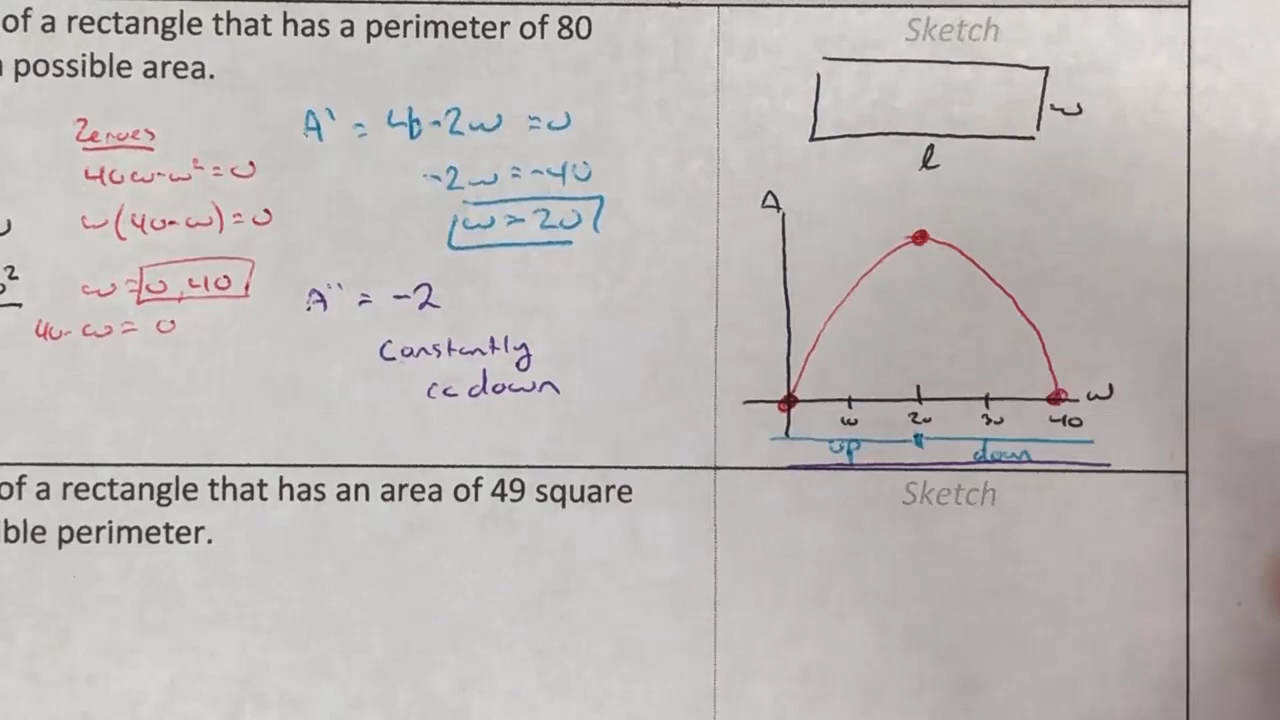 of a rectangle that has a perimeter of 80
possible area.
Zeroes
40w-w²=0
w(40-w)=0
w=0,40
40-w=0
2
A' = 40-2w =0
-2w=-40
w=20
A'' = -2
Constantly
cc down
Sketch
w
l
A
10 20 30 40 w
up down
of a rectangle that has an area of 49 square
ble perimeter.
Sketch